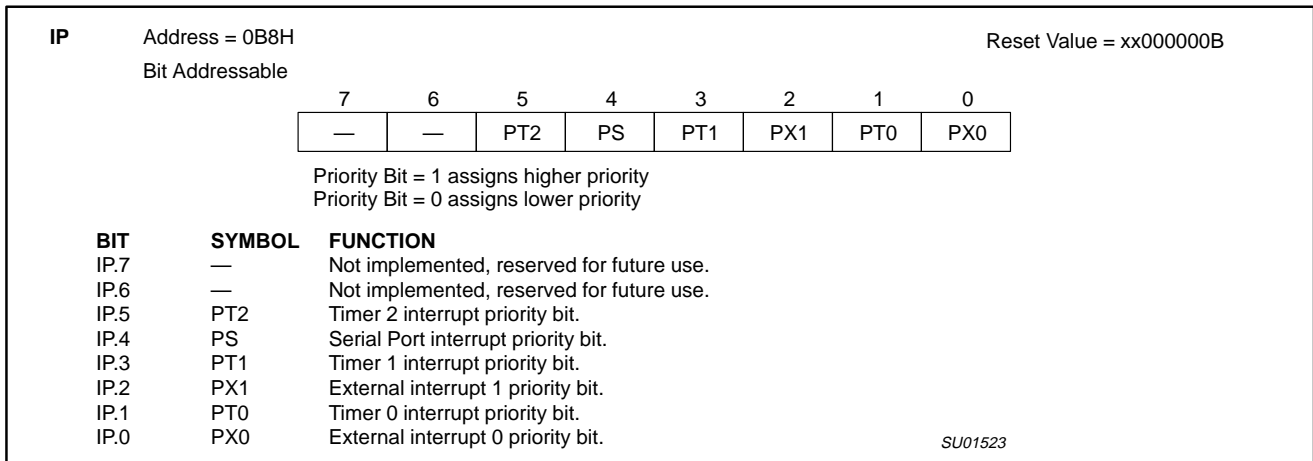 IP Address = 0B8H Reset Value = xx000000B
Bit Addressable
7 6 5 4 3 2 1 0
— — PT2 PS PT1 PX1 PT0 PX0
Priority Bit = 1 assigns higher priority
Priority Bit = 0 assigns lower priority
BIT SYMBOL FUNCTION
IP.7 — Not implemented, reserved for future use.
IP.6 — Not implemented, reserved for future use.
IP.5 PT2 Timer 2 interrupt priority bit.
IP.4 PS Serial Port interrupt priority bit.
IP.3 PT1 Timer 1 interrupt priority bit.
IP.2 PX1 External interrupt 1 priority bit.
IP.1 PT0 Timer 0 interrupt priority bit.
IP.0 PX0 External interrupt 0 priority bit.
SU01523